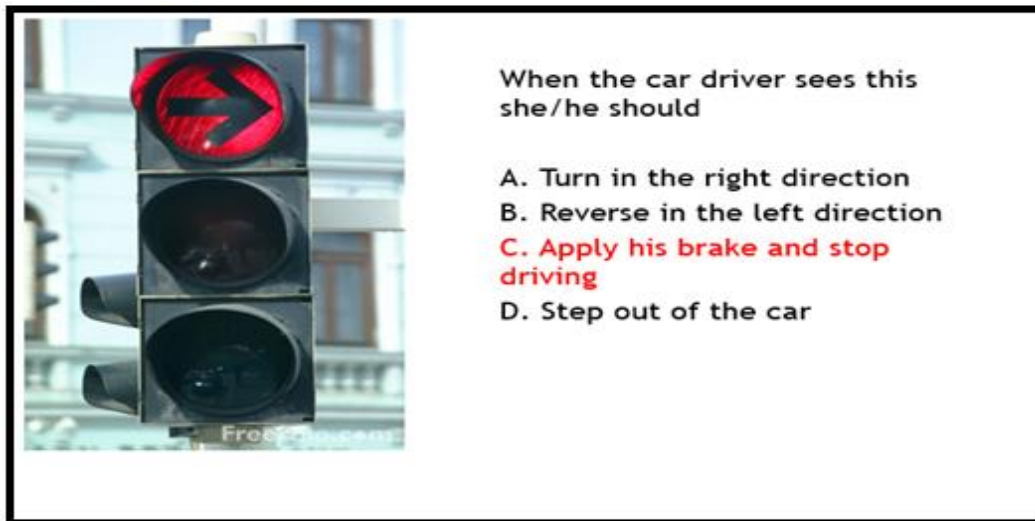 When the car driver sees this
she/he should
A. Turn in the right direction
B. Reverse in the left direction
C. Apply his brake and stop
driving
D. Step out of the car